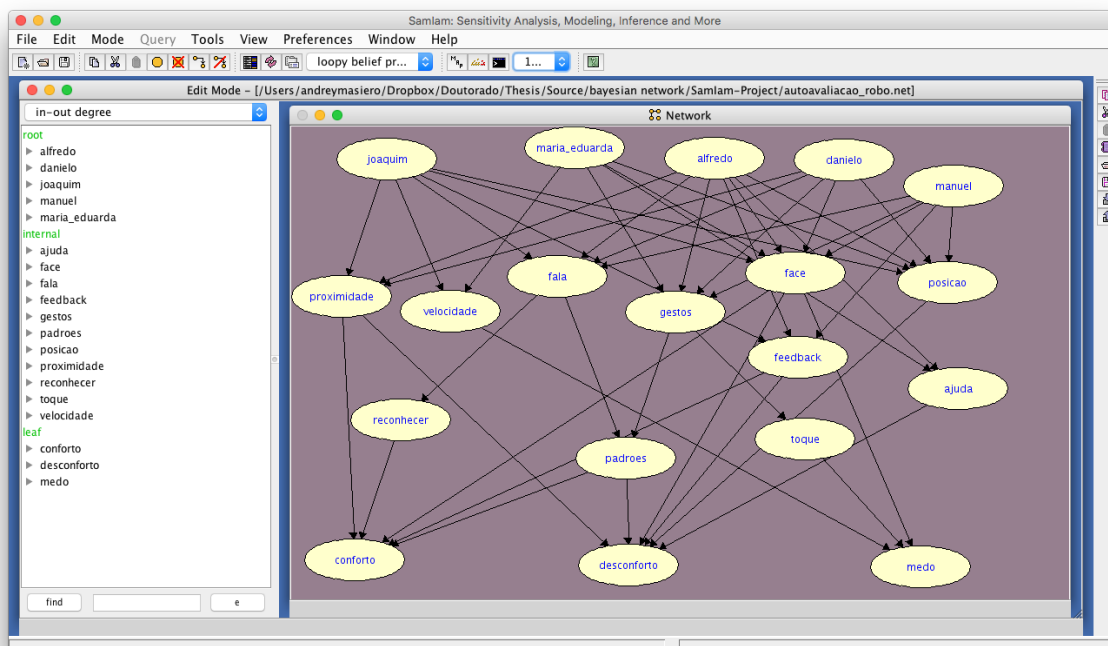 SamIam: Sensitivity Analysis, Modeling, Inference and More
File Edit Mode Query Tools View Preferences Window Help
loopy belief pr... 1...
Edit Mode - [/Users/andreymasiero/Dropbox/Doutorado/Thesis/Source/bayesian network/SamIam-Project/autoavaliacao_robo.net]
in-out degree
root
alfredo
danielo
joaquim
manuel
maria_eduarda
internal
ajuda
face
fala
feedback
gestos
padroes
posicao
proximidade
reconhecer
toque
velocidade
leaf
conforto
desconforto
medo
find e
Network
joaquim maria_eduarda alfredo danielo
manuel
proximidade fala face posicao
velocidade gestos
feedback
ajuda
reconhecer toque
padroes
conforto desconforto medo